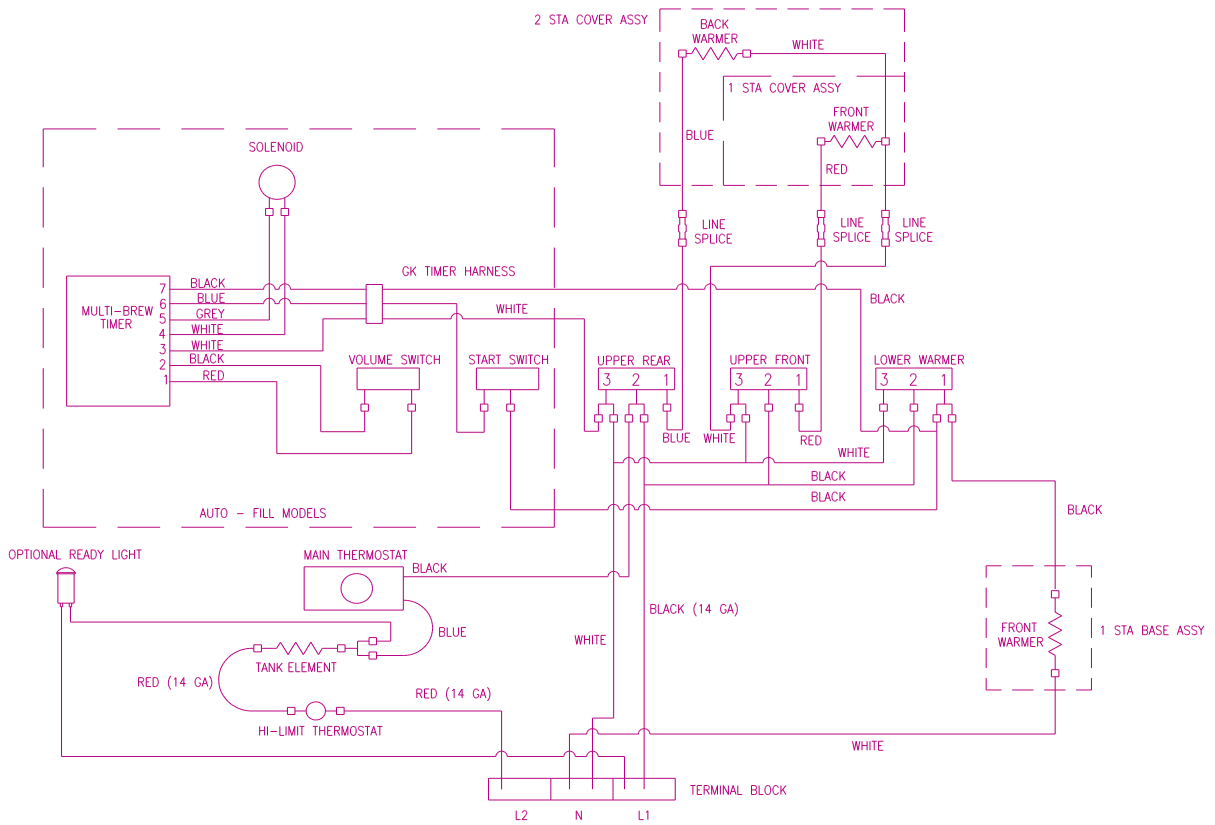 2 STA COVER ASSY
BACK
WARMER
WHITE
1 STA COVER ASSY
FRONT
WARMER
BLUE
RED
SOLENOID
LINE
SPLICE
LINE
SPLICE
LINE
SPLICE
GK TIMER HARNESS
MULTI-BREW
TIMER
7
BLACK
6
BLUE
5
GREY
4
WHITE
3
WHITE
2
BLACK
1
RED
WHITE
BLACK
VOLUME SWITCH
START SWITCH
UPPER REAR
3 2 1
UPPER FRONT
3 2 1
LOWER WARMER
3 2 1
BLUE
WHITE
RED
WHITE
BLACK
BLACK
BLACK
AUTO - FILL MODELS
OPTIONAL READY LIGHT
MAIN THERMOSTAT
BLACK
BLUE
BLACK (14 GA)
WHITE
TANK ELEMENT
RED (14 GA)
RED (14 GA)
HI-LIMIT THERMOSTAT
FRONT
WARMER
1 STA BASE ASSY
WHITE
TERMINAL BLOCK
L2
N
L1